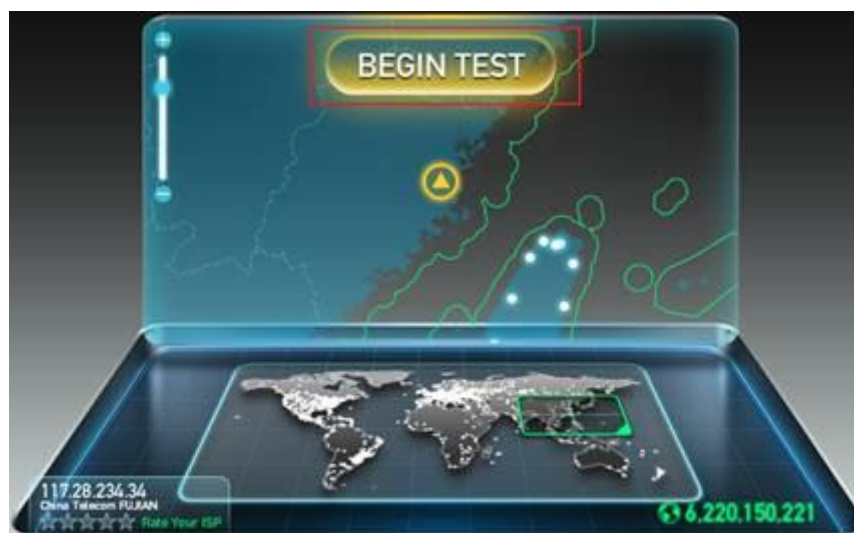 BEGIN TEST
117.28.234.34
China Telecom FUJIAN
Rate Your ISP
6,220,150,221